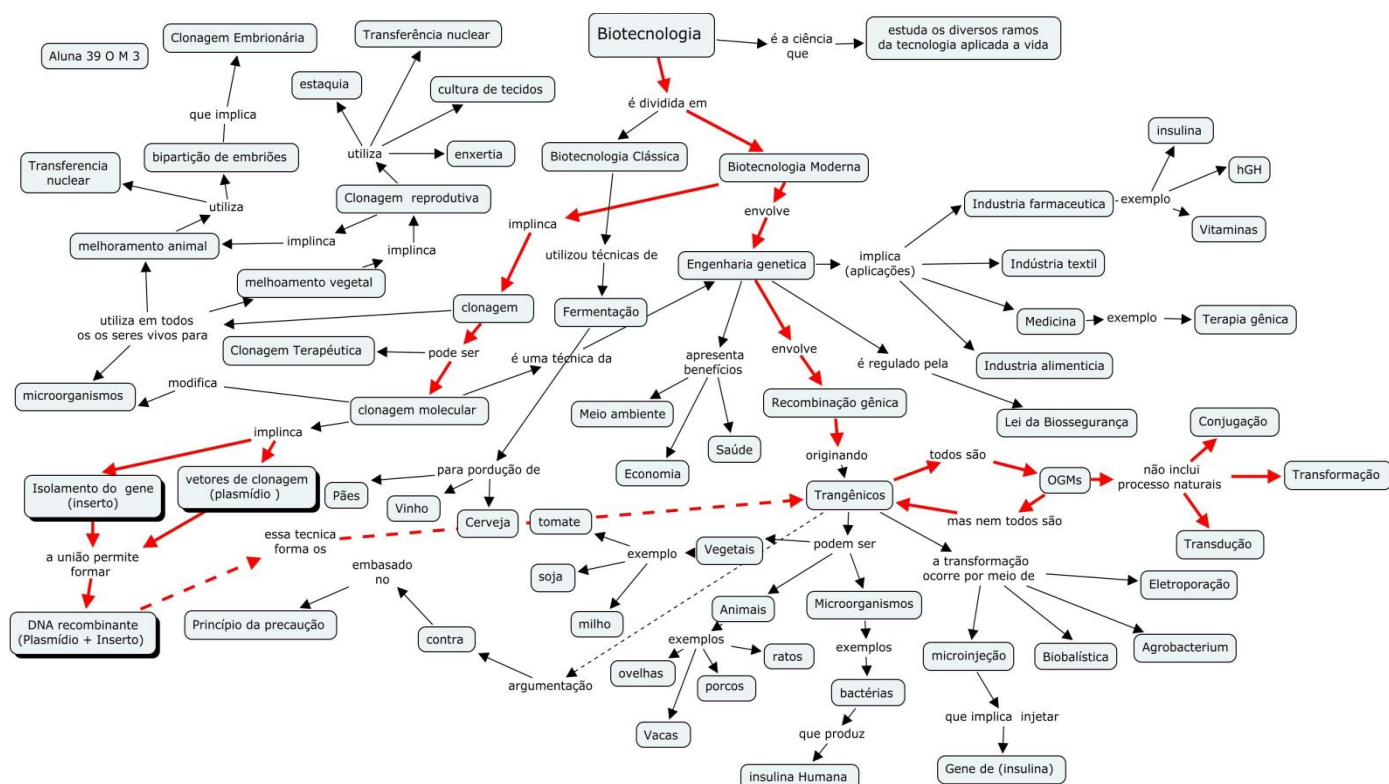 Biotecnologia
é a ciência
que
estuda os diversos ramos
da tecnologia aplicada a vida
Aluna 39 O M 3
Clonagem Embrionária
Transferência nuclear
estaquia
cultura de tecidos
que implica
é dividida em
utiliza
enxertia
bipartição de embriões
Transferencia
nuclear
Biotecnologia Clássica
Biotecnologia Moderna
insulina
hGH
Industria farmaceutica
exemplo
Vitaminas
utiliza
Clonagem reprodutiva
envolve
implinca
melhoramento animal
implinca
implinca
utilizou técnicas de
Engenharia genetica
implica
(aplicações)
Indústria textil
melhoamento vegetal
clonagem
Fermentação
Medicina
exemplo
Terapia gênica
utiliza em todos
os os seres vivos para
Clonagem Terapéutica
pode ser
é uma técnica da
apresenta
benefícios
envolve
é regulado pela
Industria alimenticia
microorganismos
modifica
clonagem molecular
Meio ambiente
Recombinação gênica
Lei da Biossegurança
Conjugação
implinca
Saúde
Economia
originando
todos são
OGMs
não inclui
processo naturais
Transformação
Isolamento do gene
(inserto)
vetores de clonagem
(plasmídio )
para pordução de
Pães
Vinho
Cerveja
Trangênicos
mas nem todos são
Transdução
essa tecnica
forma os
tomate
a união permite
formar
exemplo
Vegetais
podem ser
a transformação
ocorre por meio de
Eletroporação
embasado
no
soja
milho
Animais
Microorganismos
DNA recombinante
(Plasmídio + Inserto)
Princípio da precaução
contra
exemplos
ovelhas
porcos
ratos
exemplos
microinjeção
Biobalística
Agrobacterium
argumentação
Vacas
bactérias
que produz
insulina Humana
que implica injetar
Gene de (insulina)